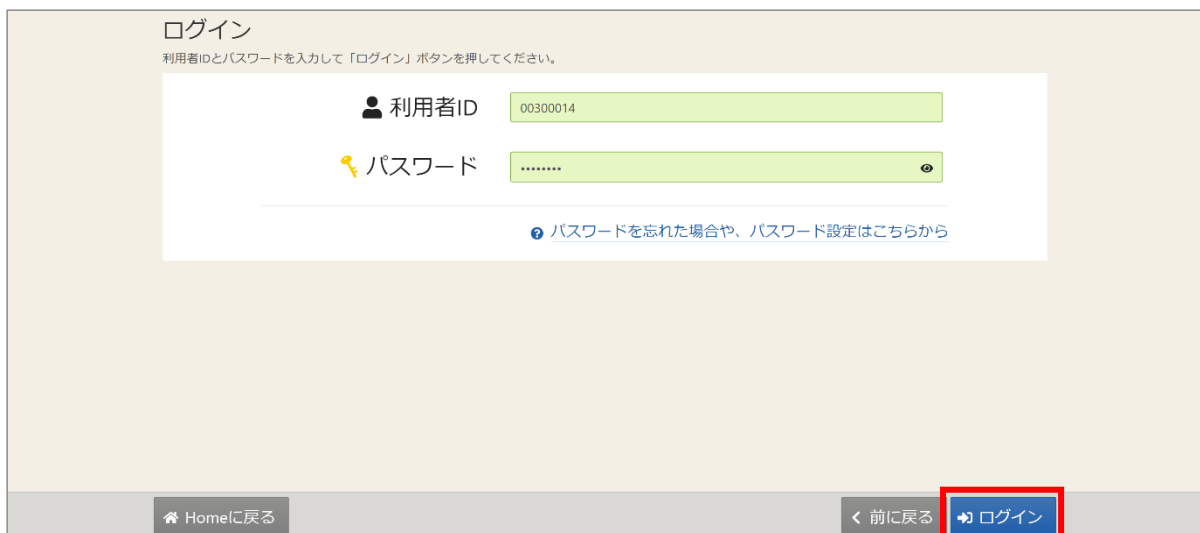 ログイン
利用者IDとパスワードを入力して「ログイン」ボタンを押してください。
利用者ID
00300014
パスワード
••••••••
パスワードを忘れた場合や、パスワード設定はこちらから
Homeに戻る
前に戻る
ログイン